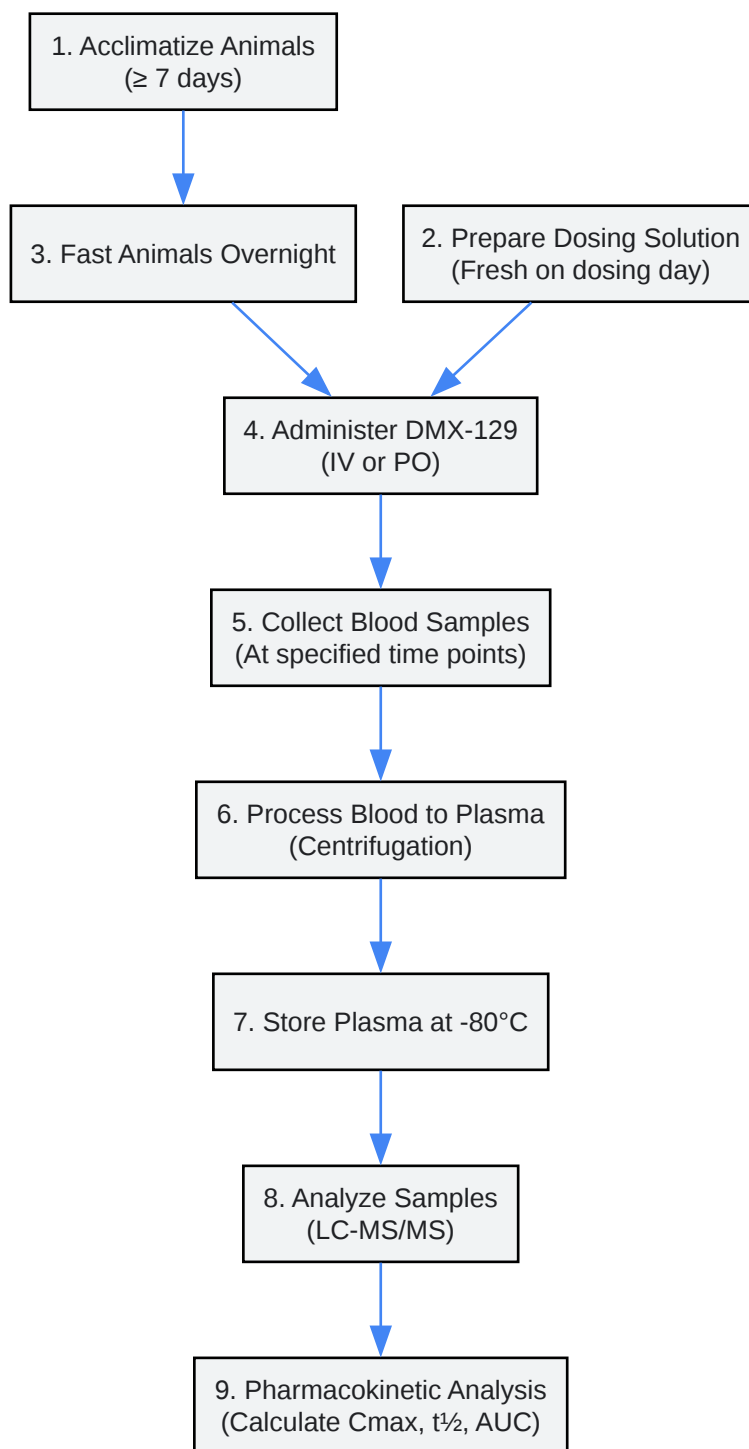 1. Acclimatize Animals
(≥ 7 days)
3. Fast Animals Overnight
2. Prepare Dosing Solution
(Fresh on dosing day)
4. Administer DMX-129
(IV or PO)
5. Collect Blood Samples
(At specified time points)
6. Process Blood to Plasma
(Centrifugation)
7. Store Plasma at -80°C
8. Analyze Samples
(LC-MS/MS)
9. Pharmacokinetic Analysis
(Calculate Cmax, t½, AUC)